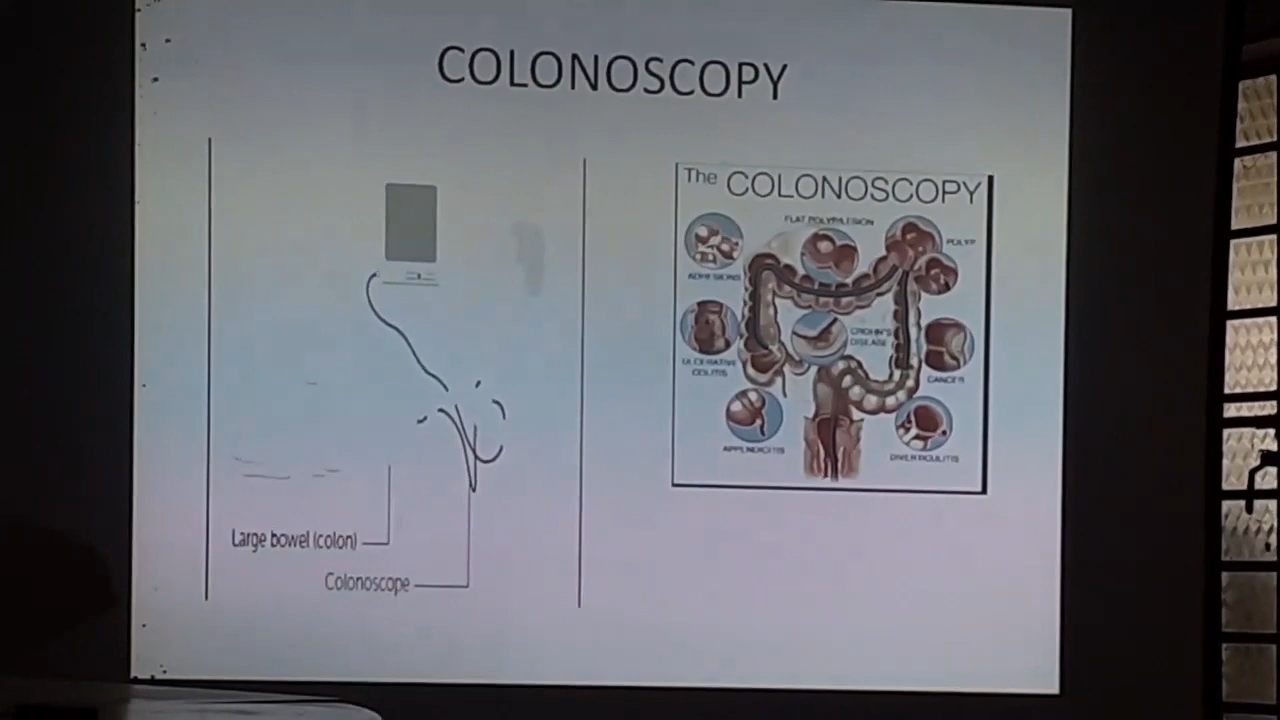 COLONOSCOPY
Large bowel (colon)
Colonoscope
The COLONOSCOPY
FLAT POLYP/LESION
POLYP
ADHESIONS
CROHN'S
DISEASE
ULCERATIVE
COLITIS
CANCER
APPENDICITIS
DIVERTICULITIS